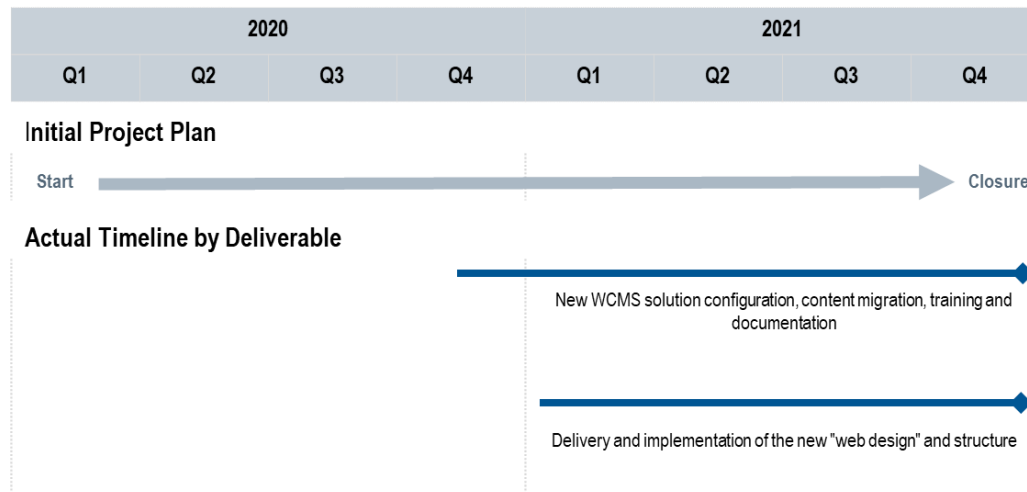 2020 2021
Q1 Q2 Q3 Q4 Q1 Q2 Q3 Q4
Initial Project Plan
Start Closure
Actual Timeline by Deliverable
New WCMS solution configuration, content migration, training and
documentation
Delivery and implementation of the new "web design" and structure